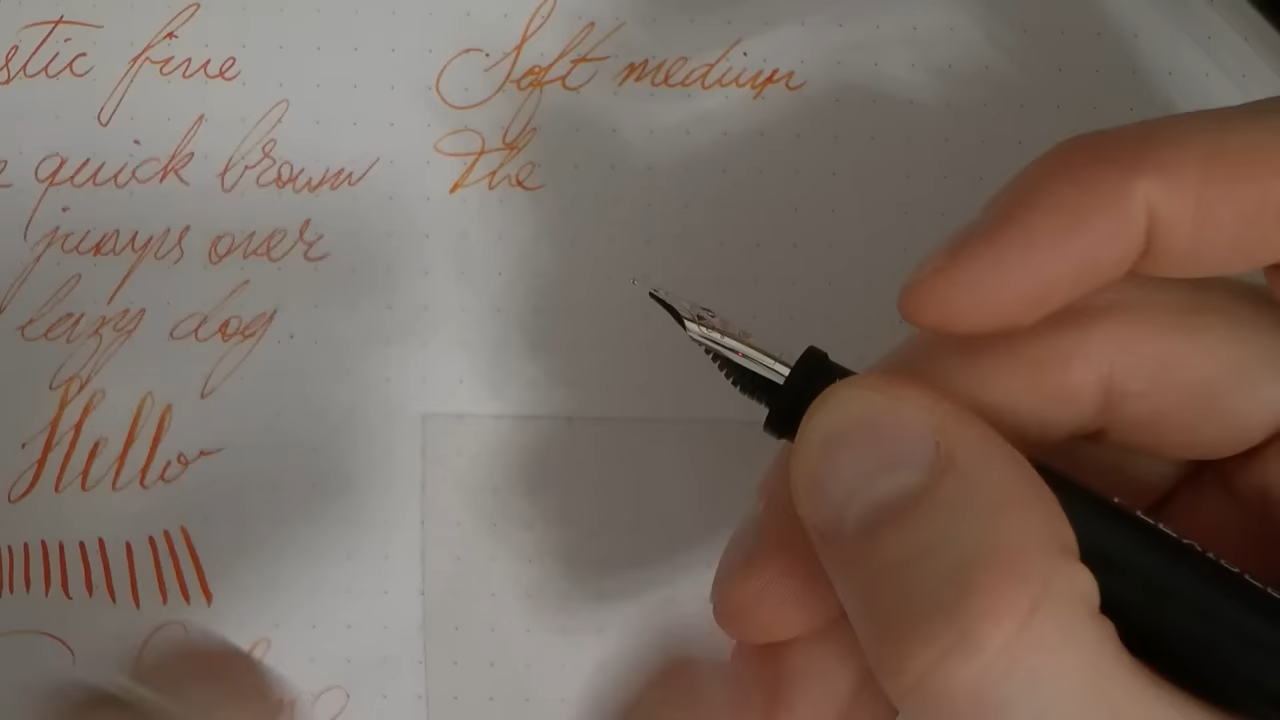 stic fine
quick brown
jumps over
lazy dog
Hello
Soft medium
The